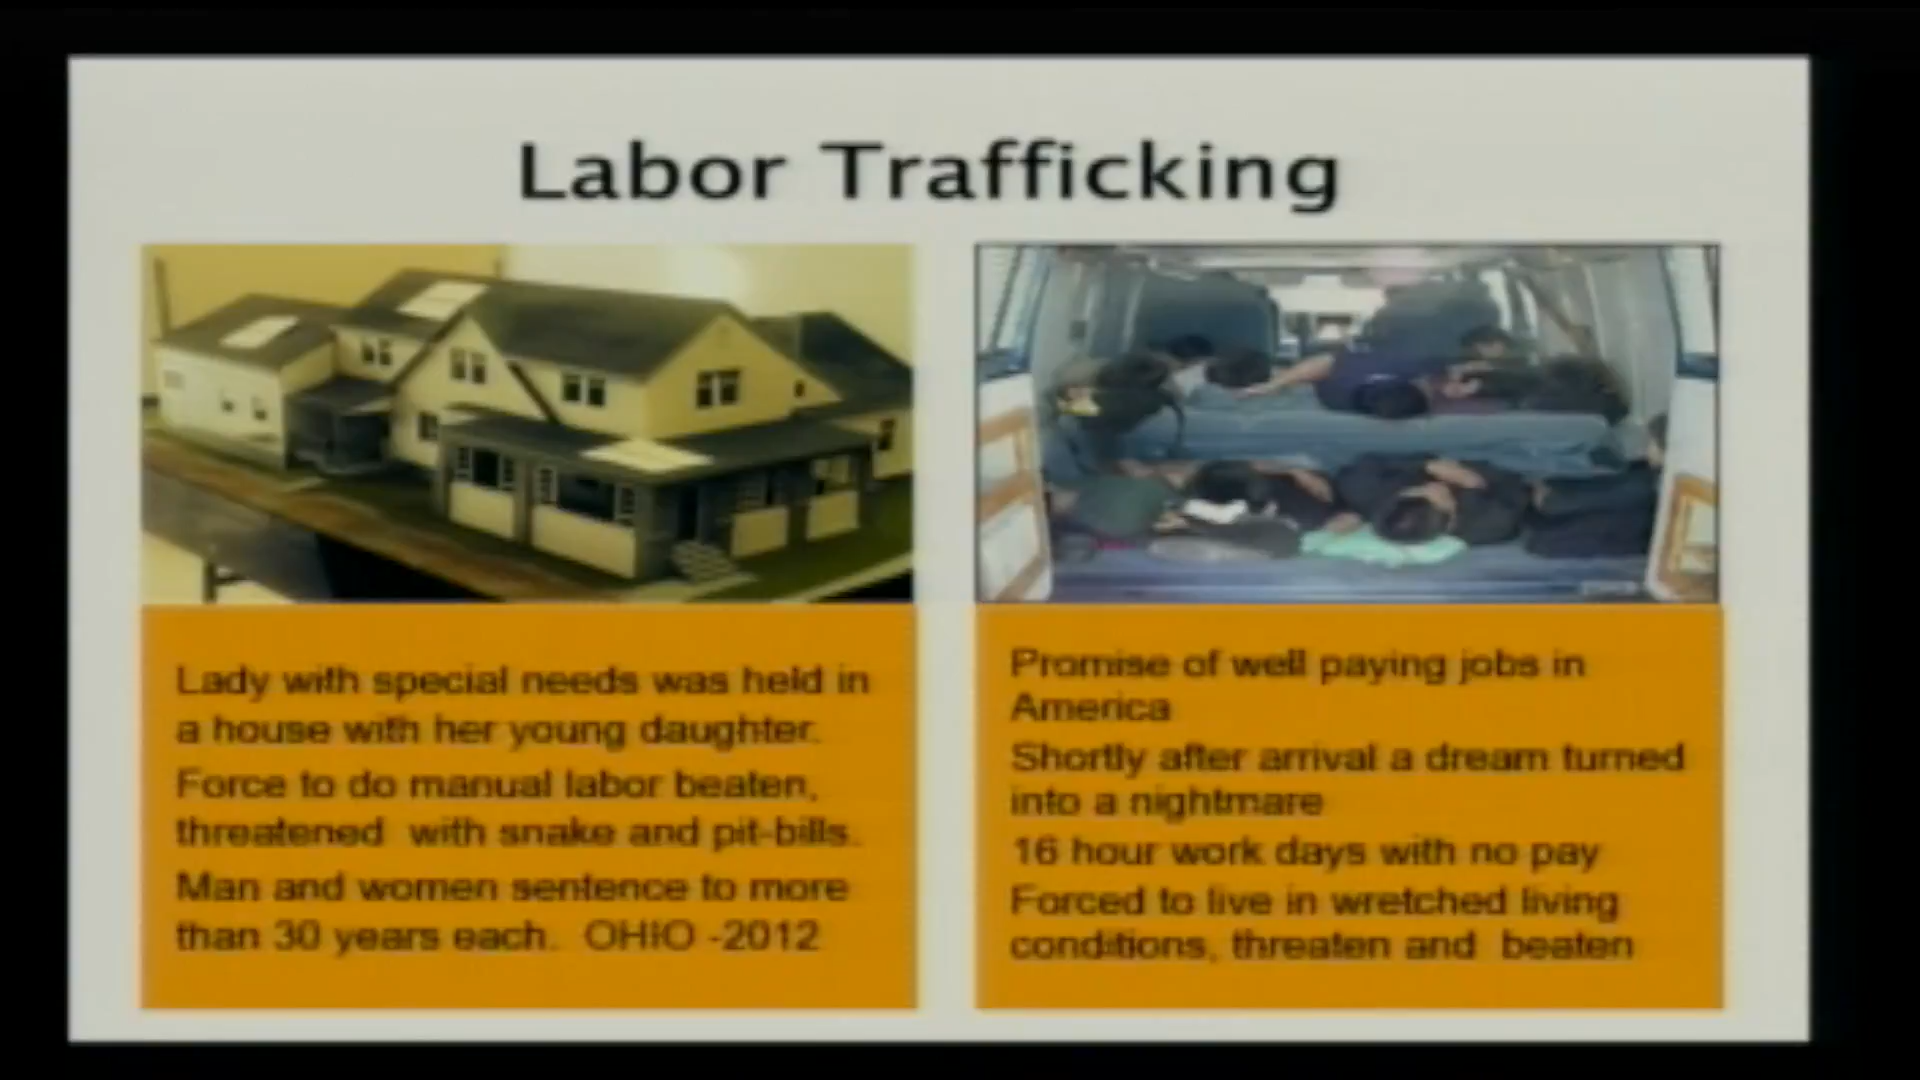 Labor Trafficking
Lady with special needs was held in
a house with her young daughter.
Force to do manual labor beaten,
threatened with snake and pit-bills.
Man and women sentence to more
than 30 years each. OHIO -2012
Promise of well paying jobs in
America
Shortly after arrival a dream turned
into a nightmare
16 hour work days with no pay
Forced to live in wretched living
conditions, threaten and beaten